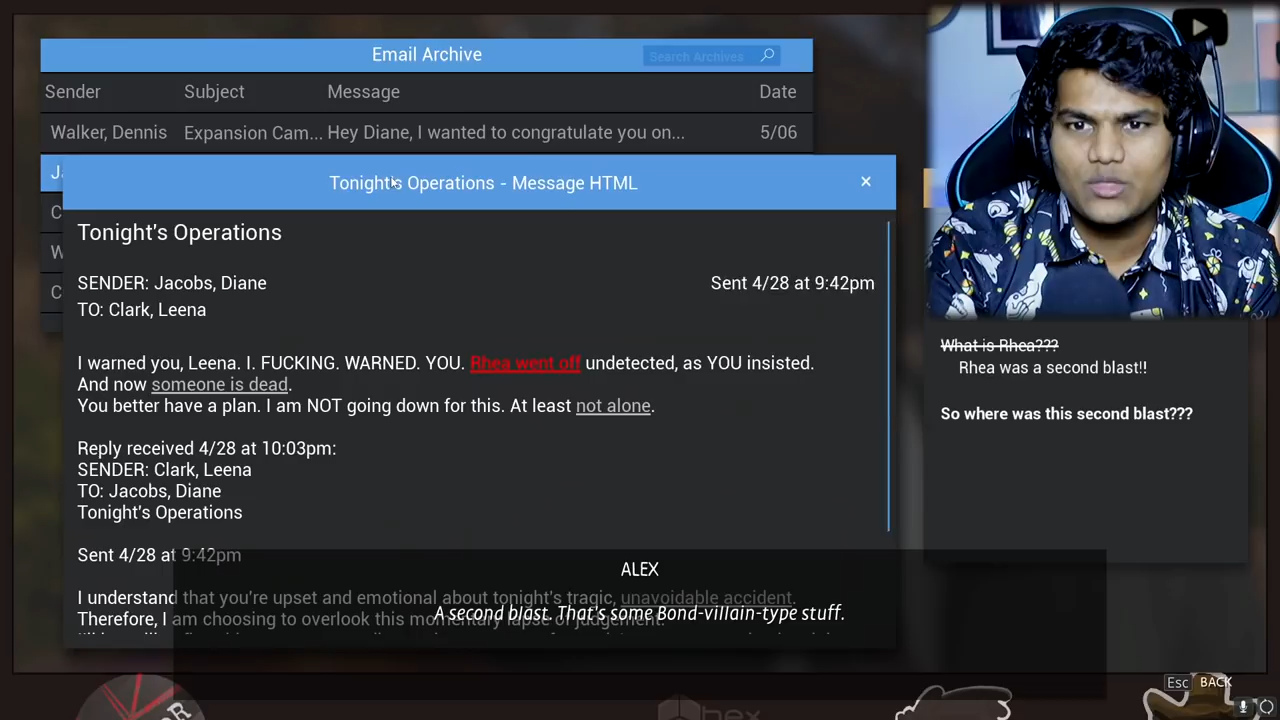 Email Archive
Search Archives
Sender Subject Message Date
Walker, Dennis Expansion Cam... Hey Diane, I wanted to congratulate you on... 5/06
Tonight's Operations - Message HTML
×
Tonight's Operations
SENDER: Jacobs, Diane
Sent 4/28 at 9:42pm
TO: Clark, Leena
I warned you, Leena. I. FUCKING. WARNED. YOU. Rhea went off undetected, as YOU insisted.
And now someone is dead.
You better have a plan. I am NOT going down for this. At least not alone.
Reply received 4/28 at 10:03pm:
SENDER: Clark, Leena
TO: Jacobs, Diane
Tonight's Operations
Sent 4/28 at 9:42pm
I understand that you're upset and emotional about tonight's tragic, unavoidable accident.
Therefore, I am choosing to overlook this momentary lapse of judgement.
ALEX
A second blast. That's some Bond-villain-type stuff.
What is Rhea???
Rhea was a second blast!!
So where was this second blast???
Esc BACK
hex